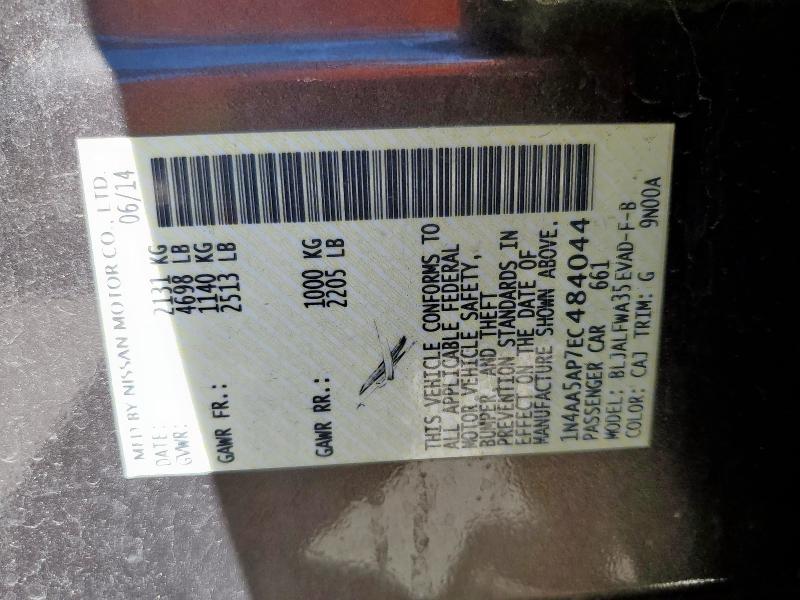 MFD BY NISSAN MOTOR CO., LTD.
DATE: 06/14
GVWR: 2131 KG
4698 LB
GAWR FR.: 1140 KG
2513 LB
GAWR RR.: 1000 KG
2205 LB
THIS VEHICLE CONFORMS TO
ALL APPLICABLE FEDERAL
MOTOR VEHICLE SAFETY,
BUMPER, AND THEFT
PREVENTION STANDARDS IN
EFFECT ON THE DATE OF
MANUFACTURE SHOWN ABOVE.
1N4AA5AP7EC484044
PASSENGER CAR 661
MODEL: BLJALFWA35EVAD-F-B
COLOR: CAJ TRIM: G 9N00A